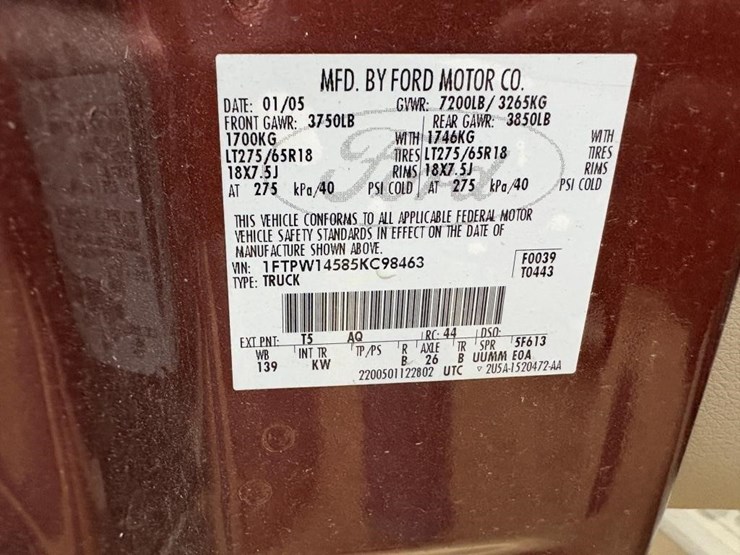 MFD. BY FORD MOTOR CO.
DATE: 01/05 GVWR: 7200LB/3265KG
FRONT GAWR: 3750LB REAR GAWR: 3850LB
1700KG WITH 1746KG WITH
LT275/65R18 TIRES LT275/65R18 TIRES
18X7.5J RIMS 18X7.5J RIMS
AT 275 kPa/40 PSI COLD AT 275 kPa/40 PSI COLD
THIS VEHICLE CONFORMS TO ALL APPLICABLE FEDERAL MOTOR
VEHICLE SAFETY STANDARDS IN EFFECT ON THE DATE OF
MANUFACTURE SHOWN ABOVE.
VIN: 1FTPW14585KC98463 F0039
TYPE: TRUCK T0443
EXT PNT: T5 AQ RC: 44 DSO:
WB INT TR TP/PS R AXLE TR SPR 5F613
139 KW B 26 B UUMM E0A
2200501122802 UTC ▽ 2U5A-1520472-AA
Ford